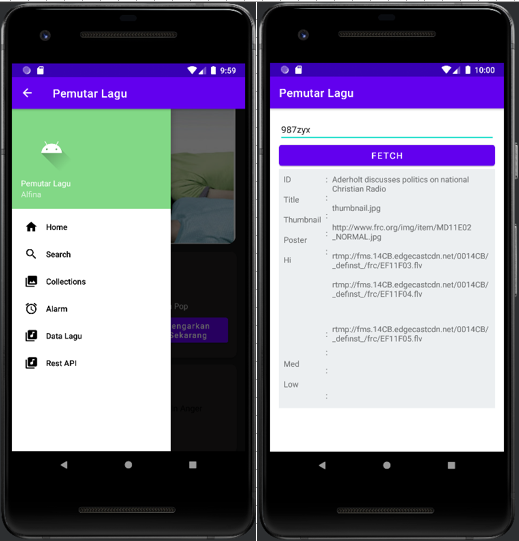 9:59
Pemutar Lagu
Pemutar Lagu
Alfina
Home
Search
Collections
Alarm
Data Lagu
Rest API
Pop
engarkan
Sekarang
10:00
Pemutar Lagu
987zyx
FETCH
ID : Aderholt discusses politics on national
Christian Radio
Title :
thumbnail.jpg
Thumbnail :
http://www.frc.org/img/item/MD11E02
Poster _NORMAL.jpg
:
Hi rtmp://fms.14CB.edgecastcdn.net/0014CB/
_definst_/frc/EF11F03.flv
rtmp://fms.14CB.edgecastcdn.net/0014CB/
: _definst_/frc/EF11F04.flv
rtmp://fms.14CB.edgecastcdn.net/0014CB/
: _definst_/frc/EF11F05.flv
:
Med
:
Low
: